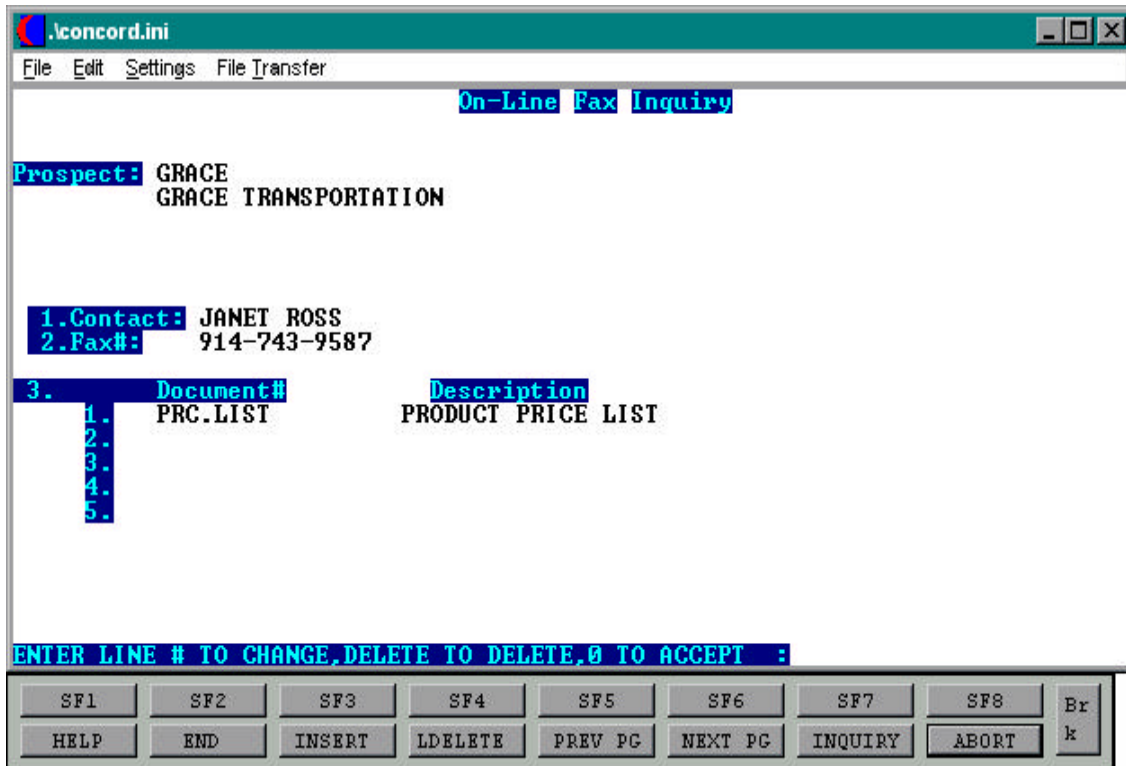 .\concord.ini
File Edit Settings File Transfer
On-Line Fax Inquiry
Prospect: GRACE
GRACE TRANSPORTATION
1.Contact: JANET ROSS
2.Fax#: 914-743-9587
3. Document# Description
1. PRC.LIST PRODUCT PRICE LIST
2.
3.
4.
5.
ENTER LINE # TO CHANGE,DELETE TO DELETE,0 TO ACCEPT :
SF1 SF2 SF3 SF4 SF5 SF6 SF7 SF8 Br
HELP END INSERT LDELETE PREV PG NEXT PG INQUIRY ABORT k